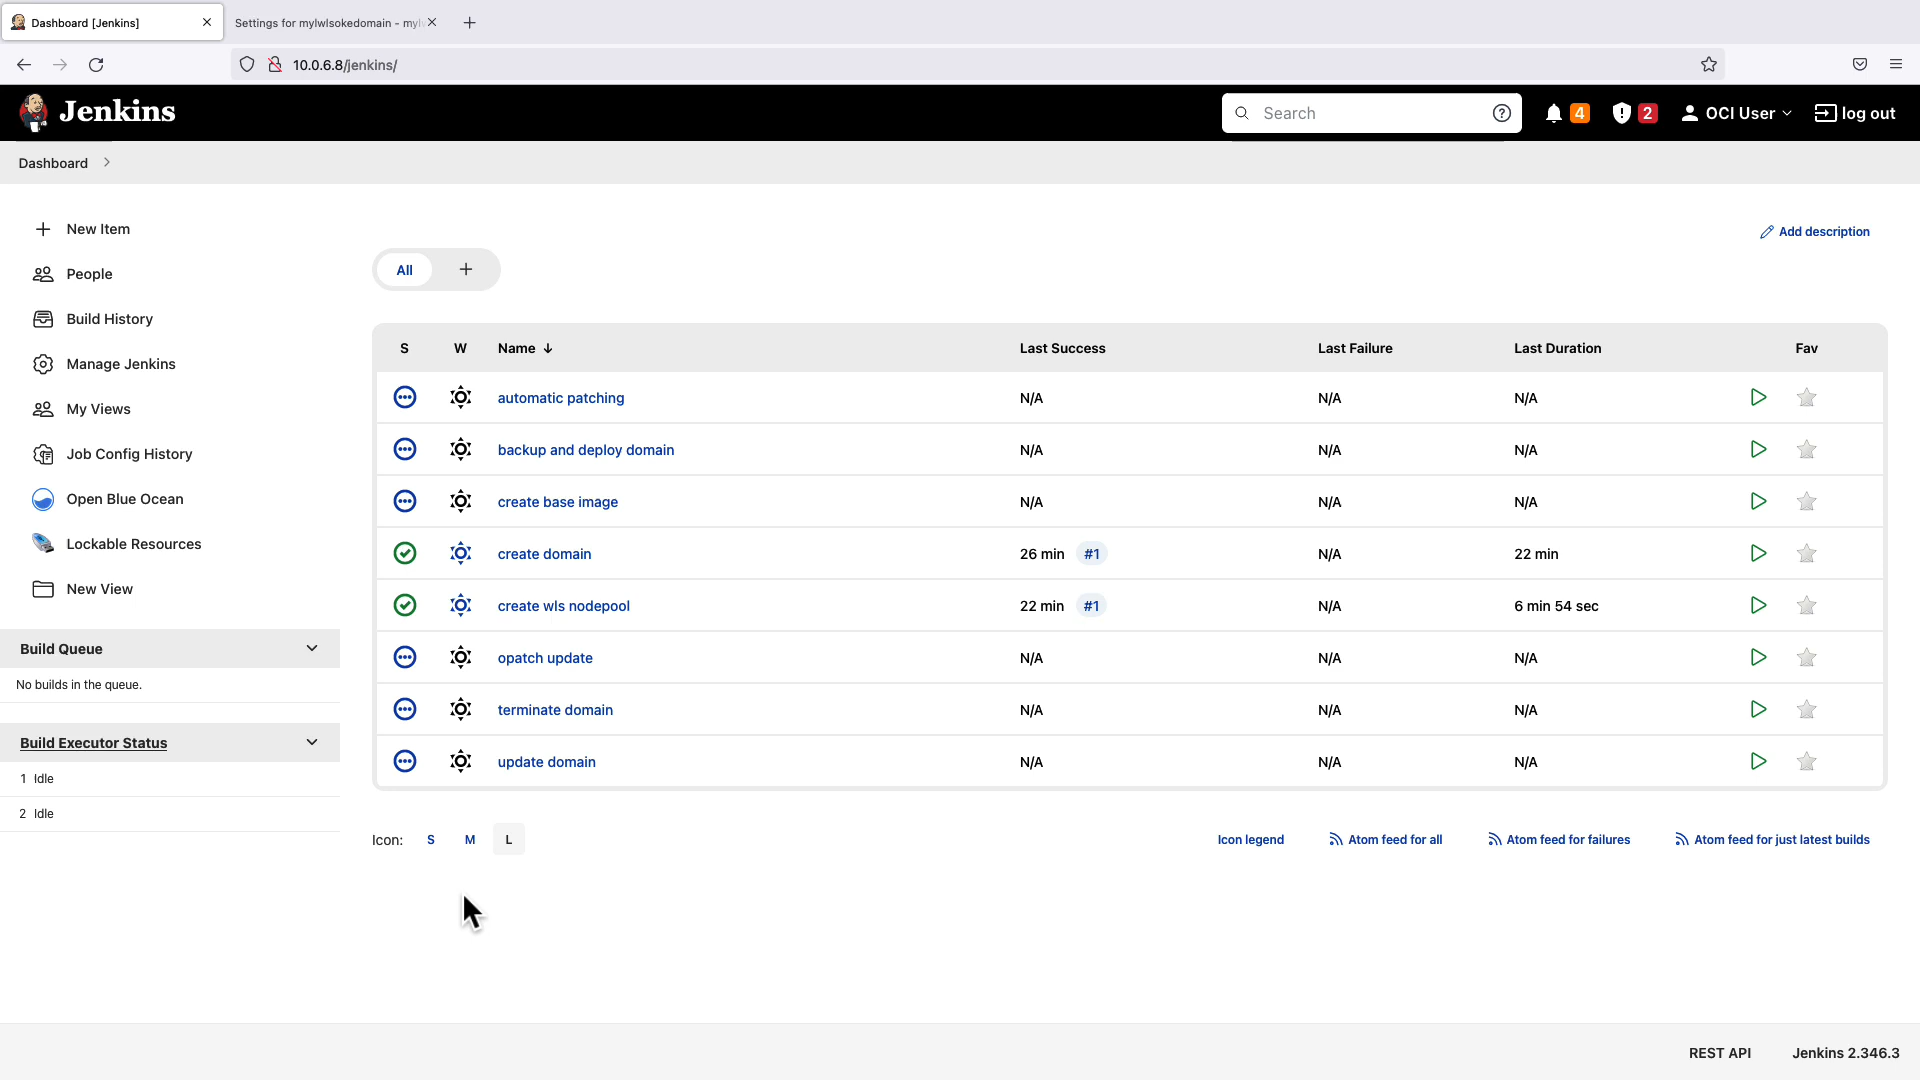 Dashboard [Jenkins]
Settings for mylwlsokedomain - myl
10.0.6.8/jenkins/
Jenkins
Search
4
2
OCI User
log out
Dashboard
New Item
People
Build History
Manage Jenkins
My Views
Job Config History
Open Blue Ocean
Lockable Resources
New View
Build Queue
No builds in the queue.
Build Executor Status
1 Idle
2 Idle
Add description
All +
S W Name ↓ Last Success Last Failure Last Duration Fav
automatic patching N/A N/A N/A
backup and deploy domain N/A N/A N/A
create base image N/A N/A N/A
create domain 26 min #1 N/A 22 min
create wls nodepool 22 min #1 N/A 6 min 54 sec
opatch update N/A N/A N/A
terminate domain N/A N/A N/A
update domain N/A N/A N/A
Icon: S M L
Icon legend Atom feed for all Atom feed for failures Atom feed for just latest builds
REST API Jenkins 2.346.3